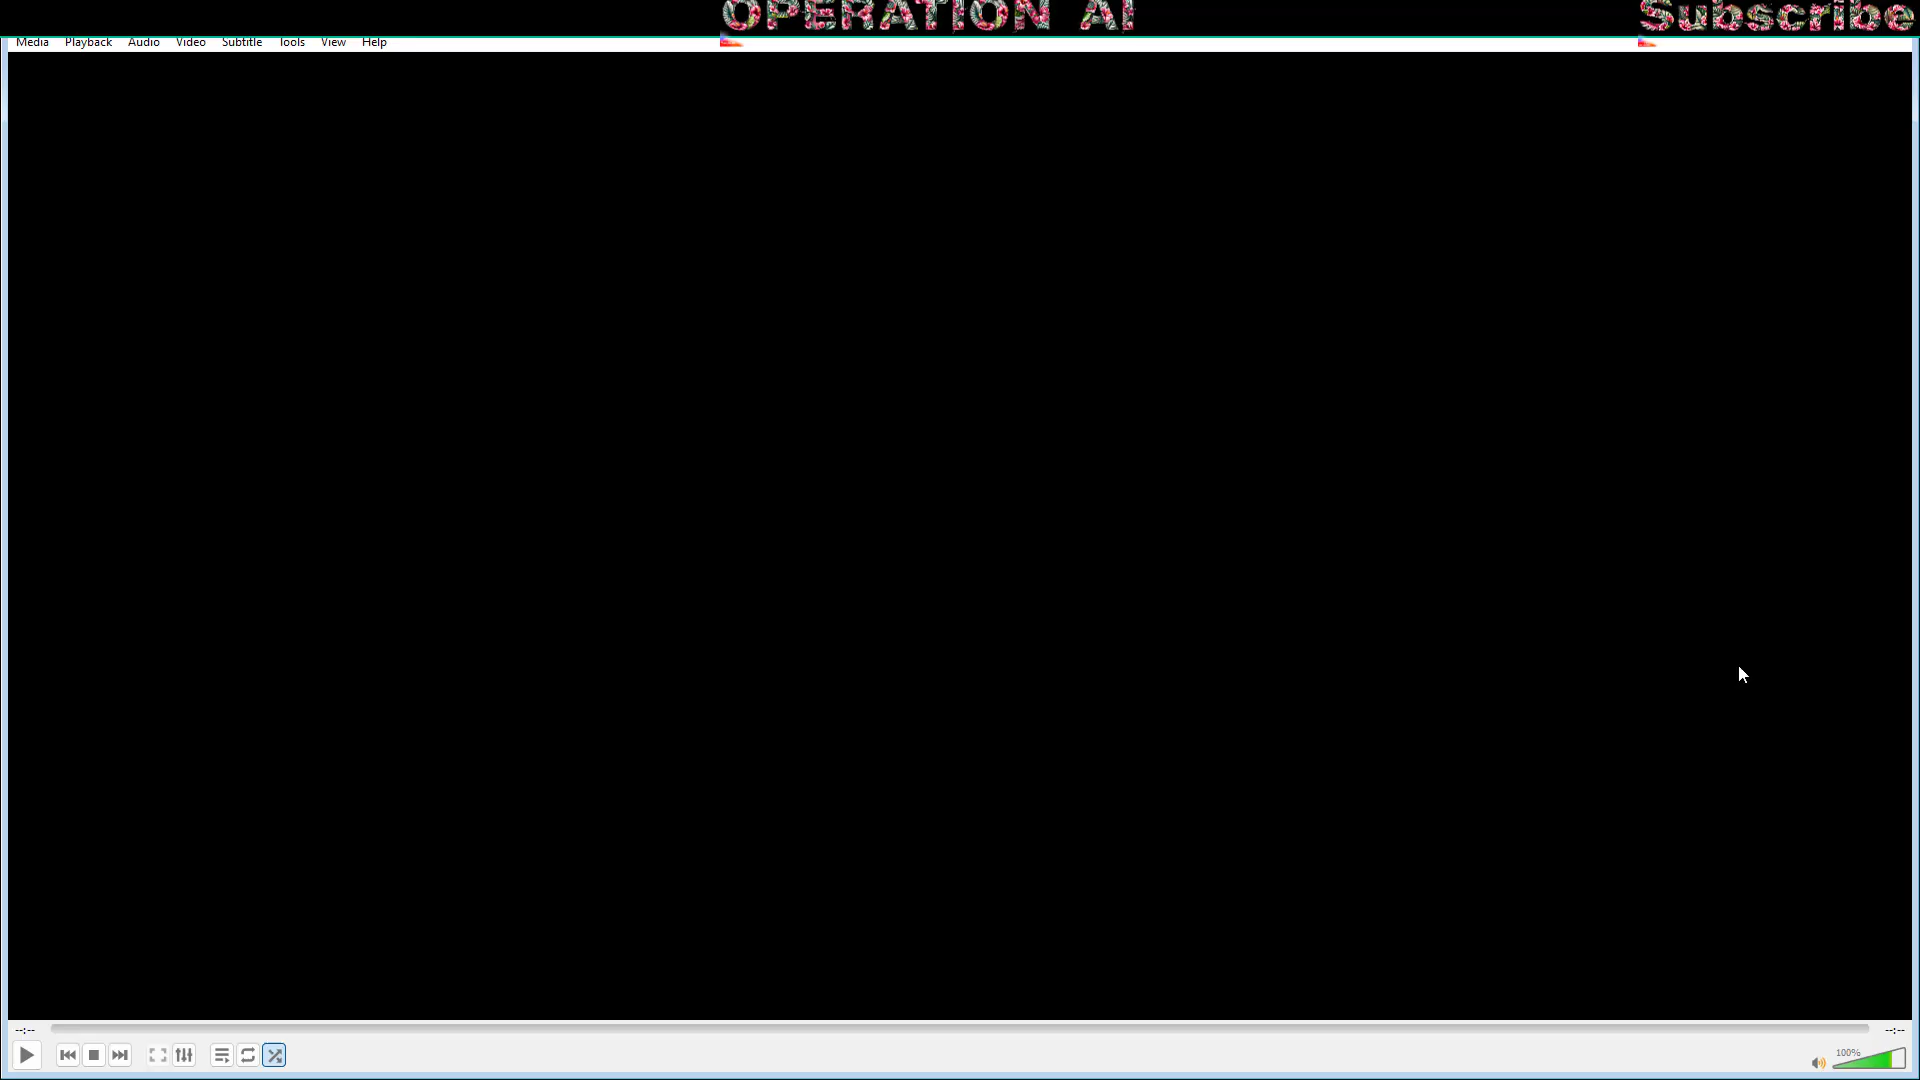 OPERATION AI
Subscribe
Media Playback Audio Video Subtitle Tools View Help
--:-- --:--
100%